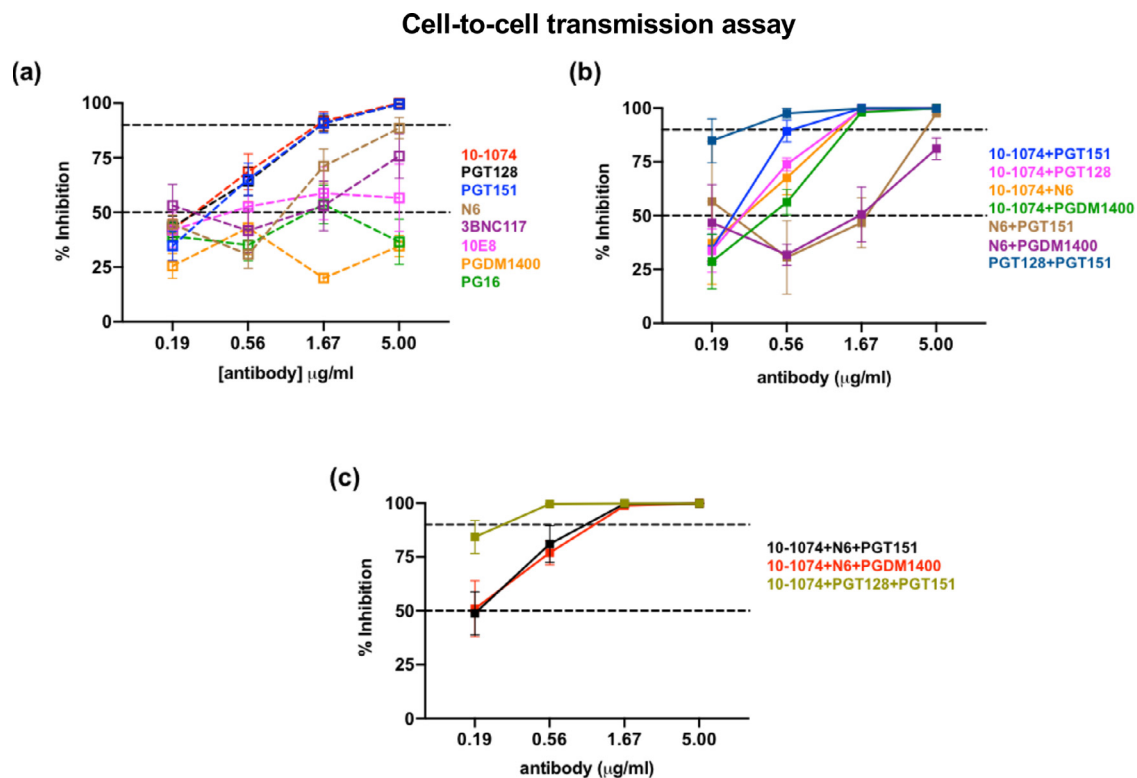 Cell-to-cell transmission assay
(a)
% Inhibition
100
75
50
25
0
0.19 0.56 1.67 5.00
[antibody] μg/ml
10-1074
PGT128
PGT151
N6
3BNC117
10E8
PGDM1400
PG16
(b)
% Inhibition
100
75
50
25
0
0.19 0.56 1.67 5.00
antibody (μg/ml)
10-1074+PGT151
10-1074+PGT128
10-1074+N6
10-1074+PGDM1400
N6+PGT151
N6+PGDM1400
PGT128+PGT151
(c)
% Inhibition
100
75
50
25
0
0.19 0.56 1.67 5.00
antibody (μg/ml)
10-1074+N6+PGT151
10-1074+N6+PGDM1400
10-1074+PGT128+PGT151